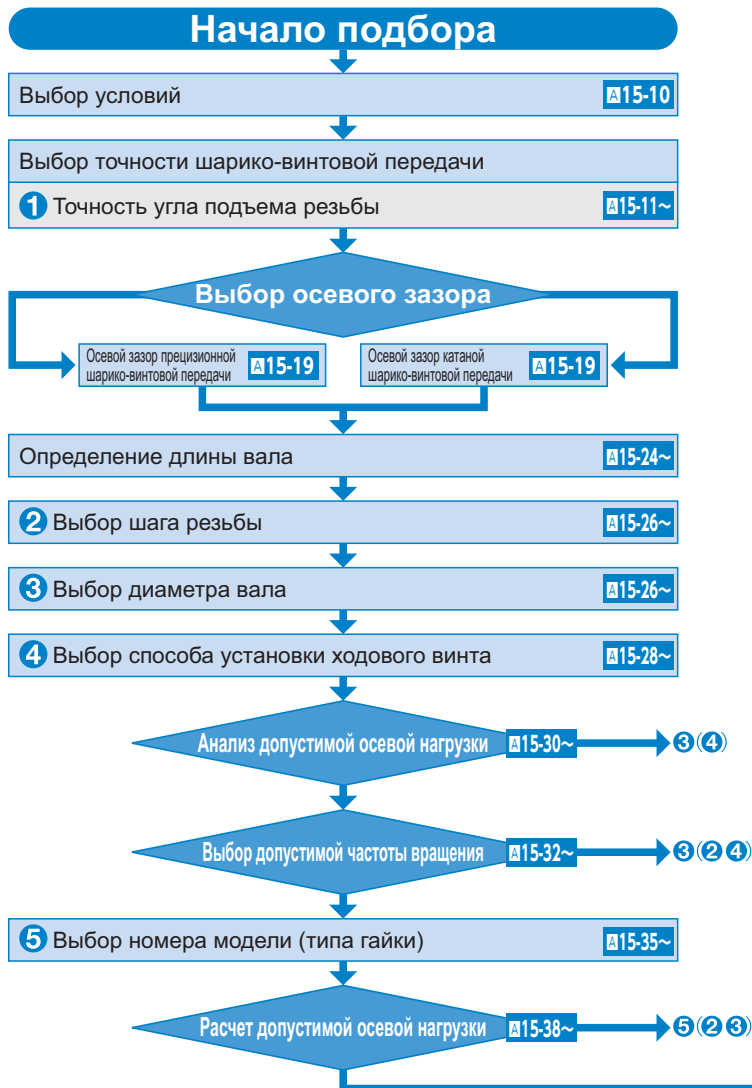 Начало подбора
Выбор условий A15-10
Выбор точности шарико-винтовой передачи
1 Точность угла подъема резьбы A15-11~
Выбор осевого зазора
Осевой зазор прецизионной
шарико-винтовой передачи A15-19
Осевой зазор катаной
шарико-винтовой передачи A15-19
Определение длины вала A15-24~
2 Выбор шага резьбы A15-26~
3 Выбор диаметра вала A15-26~
4 Выбор способа установки ходового винта A15-28~
Анализ допустимой осевой нагрузки A15-30~ 3(4)
Выбор допустимой частоты вращения A15-32~ 3(2 4)
5 Выбор номера модели (типа гайки) A15-35~
Расчет допустимой осевой нагрузки A15-38~ 5(2 3)